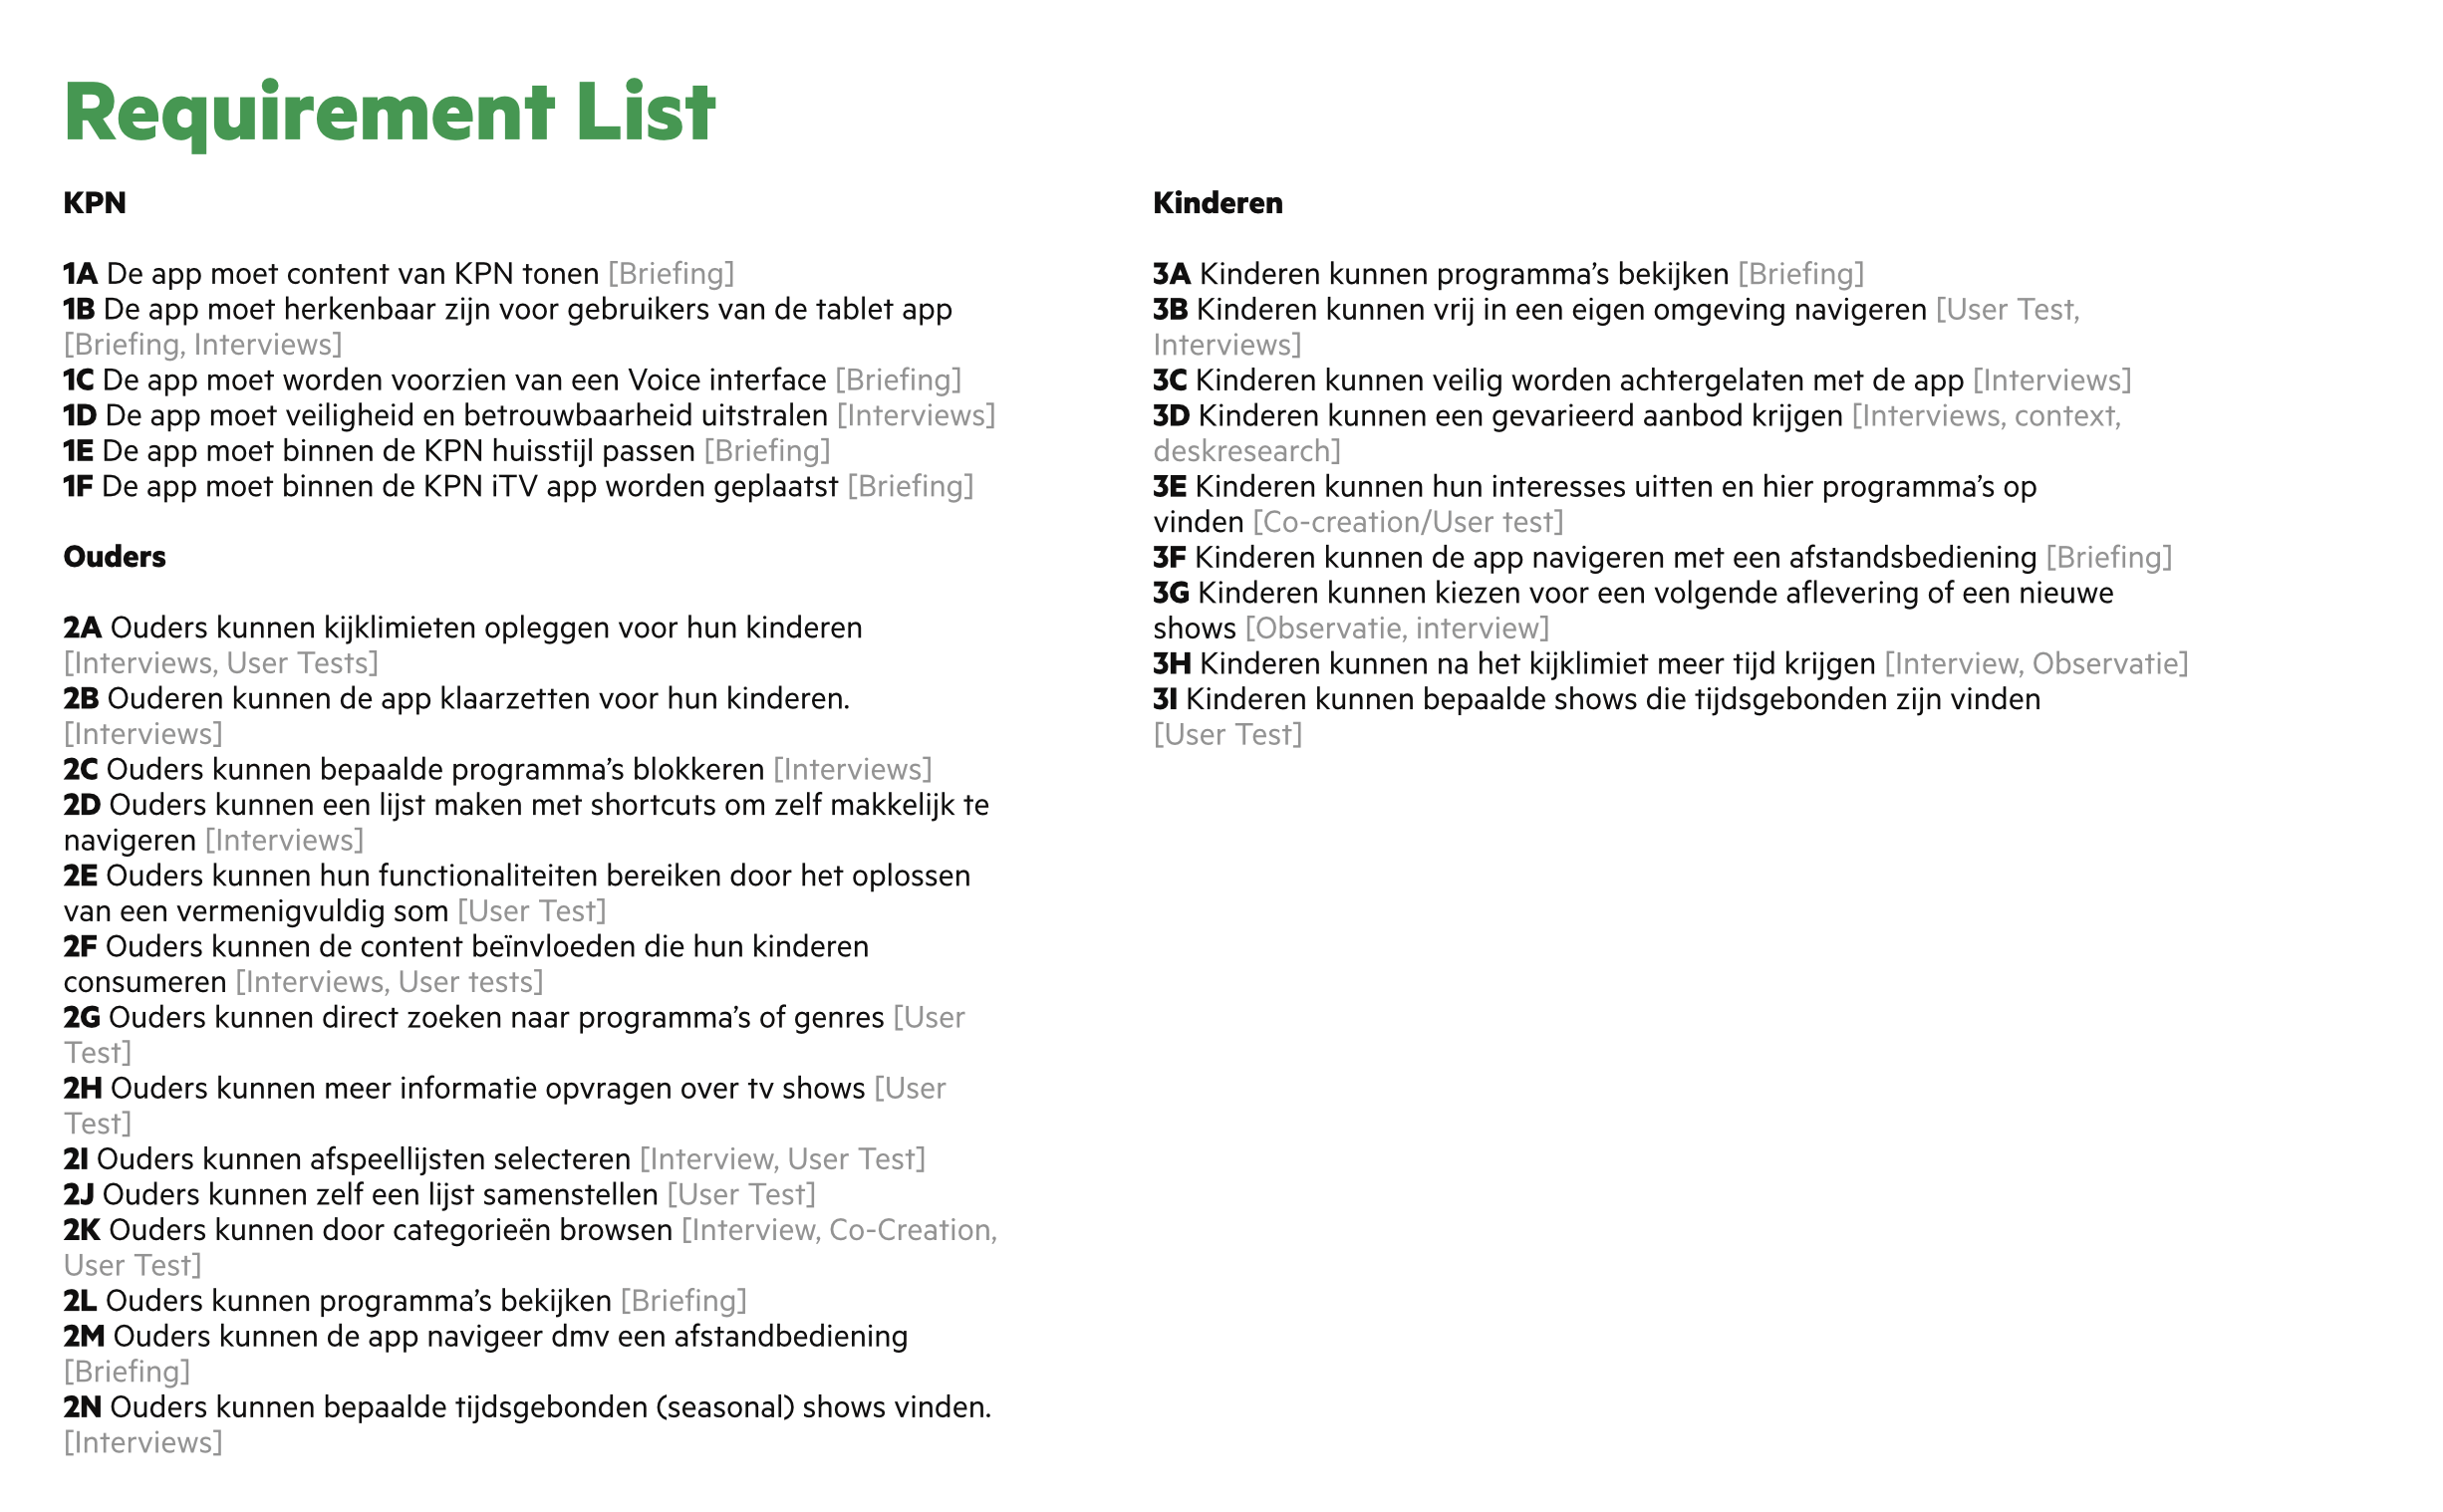 Requirement List
KPN
1A De app moet content van KPN tonen [Briefing]
1B De app moet herkenbaar zijn voor gebruikers van de tablet app
[Briefing, Interviews]
1C De app moet worden voorzien van een Voice interface [Briefing]
1D De app moet veiligheid en betrouwbaarheid uitstralen [Interviews]
1E De app moet binnen de KPN huisstijl passen [Briefing]
1F De app moet binnen de KPN iTV app worden geplaatst [Briefing]
Ouders
2A Ouders kunnen kijklimieten opleggen voor hun kinderen
[Interviews, User Tests]
2B Ouderen kunnen de app klaarzetten voor hun kinderen.
[Interviews]
2C Ouders kunnen bepaalde programma’s blokkeren [Interviews]
2D Ouders kunnen een lijst maken met shortcuts om zelf makkelijk te
navigeren [Interviews]
2E Ouders kunnen hun functionaliteiten bereiken door het oplossen
van een vermenigvuldig som [User Test]
2F Ouders kunnen de content beïnvloeden die hun kinderen
consumeren [Interviews, User tests]
2G Ouders kunnen direct zoeken naar programma’s of genres [User
Test]
2H Ouders kunnen meer informatie opvragen over tv shows [User
Test]
2I Ouders kunnen afspeellijsten selecteren [Interview, User Test]
2J Ouders kunnen zelf een lijst samenstellen [User Test]
2K Ouders kunnen door categorieën browsen [Interview, Co-Creation,
User Test]
2L Ouders kunnen programma’s bekijken [Briefing]
2M Ouders kunnen de app navigeer dmv een afstandbediening
[Briefing]
2N Ouders kunnen bepaalde tijdsgebonden (seasonal) shows vinden.
[Interviews]
Kinderen
3A Kinderen kunnen programma’s bekijken [Briefing]
3B Kinderen kunnen vrij in een eigen omgeving navigeren [User Test,
Interviews]
3C Kinderen kunnen veilig worden achtergelaten met de app [Interviews]
3D Kinderen kunnen een gevarieerd aanbod krijgen [Interviews, context,
deskresearch]
3E Kinderen kunnen hun interesses uitten en hier programma’s op
vinden [Co-creation/User test]
3F Kinderen kunnen de app navigeren met een afstandsbediening [Briefing]
3G Kinderen kunnen kiezen voor een volgende aflevering of een nieuwe
shows [Observatie, interview]
3H Kinderen kunnen na het kijklimiet meer tijd krijgen [Interview, Observatie]
3I Kinderen kunnen bepaalde shows die tijdsgebonden zijn vinden
[User Test]